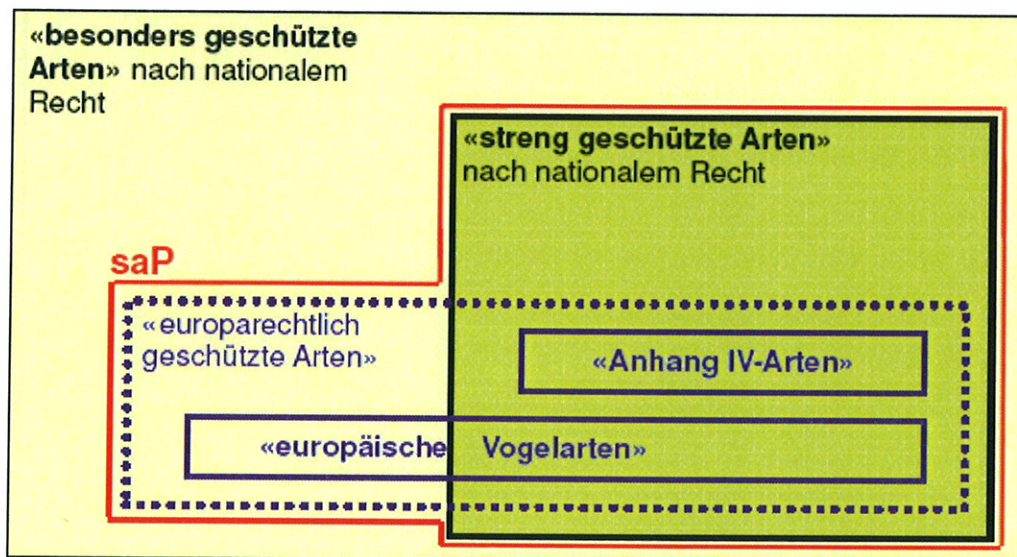 «besonders geschützte
Arten» nach nationalem
Recht
«streng geschützte Arten»
nach nationalem Recht
saP
«europarechtlich
geschützte Arten»
«Anhang IV-Arten»
«europäische Vogelarten»